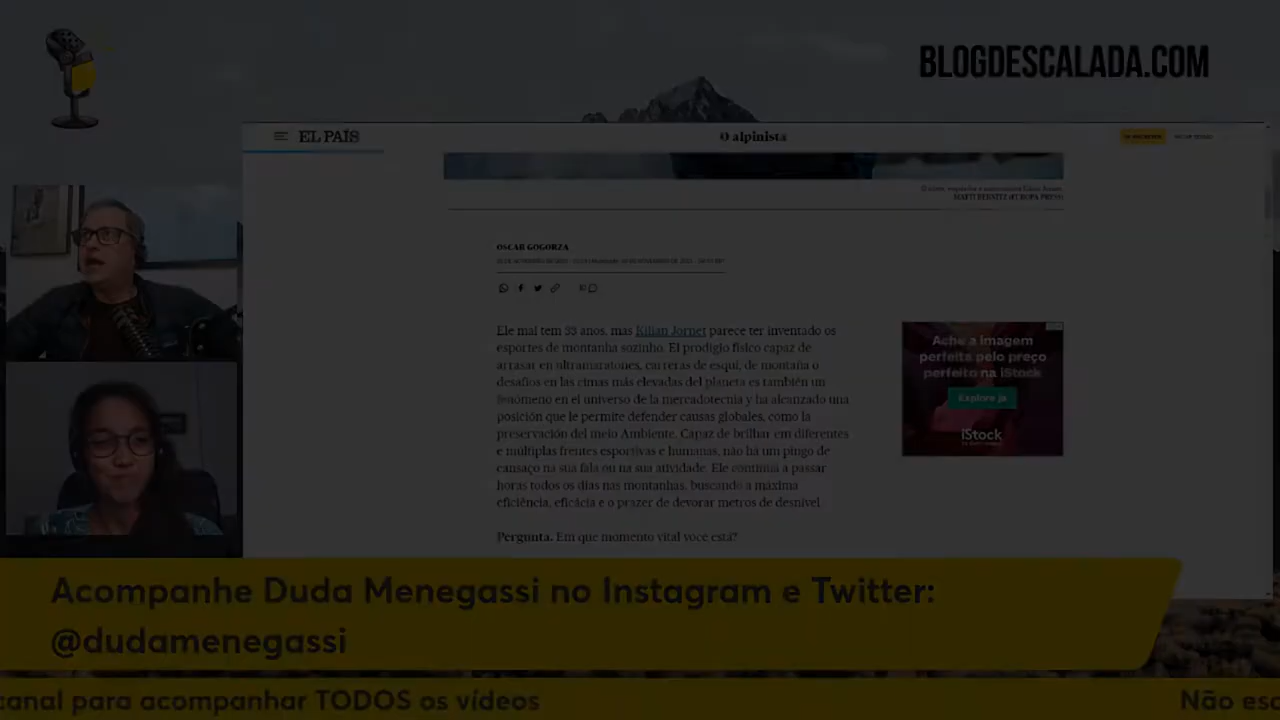 BLOGDESCALADA.COM
EL PAÍS
O alpinista
MATTI BERNITZ (EUROPA PRESS)
OSCAR GOGORZA
Ele mal tem 33 anos, mas Kilian Jornet parece ter inventado os
esportes de montanha sozinho. El prodigio físico capaz de
arrasar en ultramaratones, carreras de esquí, de montaña o
desafíos en las cimas más elevadas del planeta es también un
fenómeno en el universo de la mercadotecnia y ha alcanzado una
posición que le permite defender causas globales, como la
preservación del meio Ambiente. Capaz de brilhar em diferentes
e múltiplas frentes esportivas e humanas, não há um pingo de
cansaço na sua fala ou na sua atividade. Ele continua a passar
horas todos os dias nas montanhas, buscando a máxima
eficiência, eficácia e o prazer de devorar metros de desnível
Pergunta. Em que momento vital você está?
Ache a imagem
perfeita pelo preço
perfeito na iStock
Explore já
iStock
Acompanhe Duda Menegassi no Instagram e Twitter:
@dudamenegassi
canal para acompanhar TODOS os vídeos
Não esq